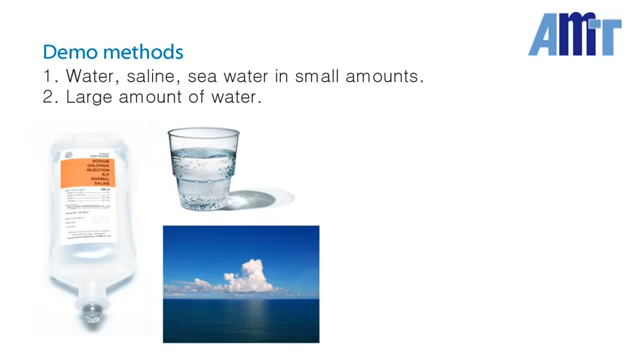 AMT
Demo methods
1. Water, saline, sea water in small amounts.
2. Large amount of water.
SODIUM
CHLORIDE
INJECTION
B.P.
NORMAL
SALINE